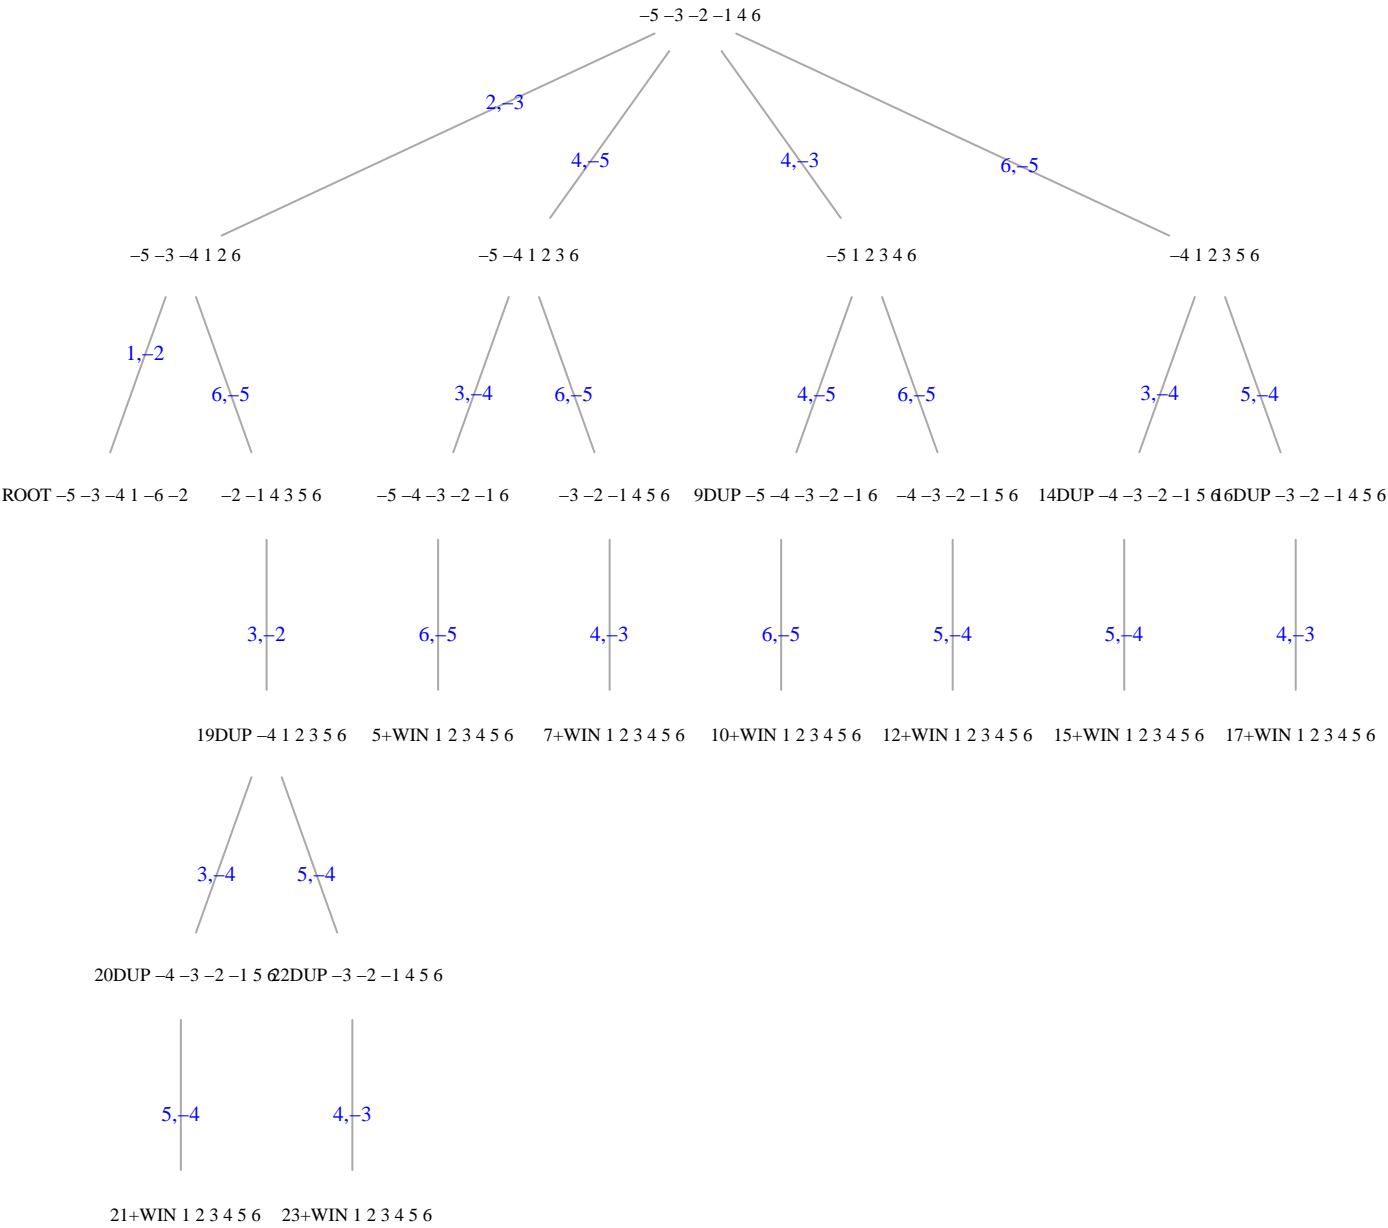 –5 –3 –2 –1 4 6
2,–3
4,–5
4,–3
6,–5
–5 –3 –4 1 2 6
–5 –4 1 2 3 6
–5 1 2 3 4 6
–4 1 2 3 5 6
1,–2
6,–5
3,–4
6,–5
4,–5
6,–5
3,–4
5,–4
ROOT –5 –3 –4 1 –6 –2
–2 –1 4 3 5 6
–5 –4 –3 –2 –1 6
–3 –2 –1 4 5 6
9DUP –5 –4 –3 –2 –1 6
–4 –3 –2 –1 5 6
14DUP –4 –3 –2 –1 5 6
16DUP –3 –2 –1 4 5 6
3,–2
6,–5
4,–3
6,–5
5,–4
5,–4
4,–3
19DUP –4 1 2 3 5 6
5+WIN 1 2 3 4 5 6
7+WIN 1 2 3 4 5 6
10+WIN 1 2 3 4 5 6
12+WIN 1 2 3 4 5 6
15+WIN 1 2 3 4 5 6
17+WIN 1 2 3 4 5 6
3,–4
5,–4
20DUP –4 –3 –2 –1 5 6
22DUP –3 –2 –1 4 5 6
5,–4
4,–3
21+WIN 1 2 3 4 5 6
23+WIN 1 2 3 4 5 6